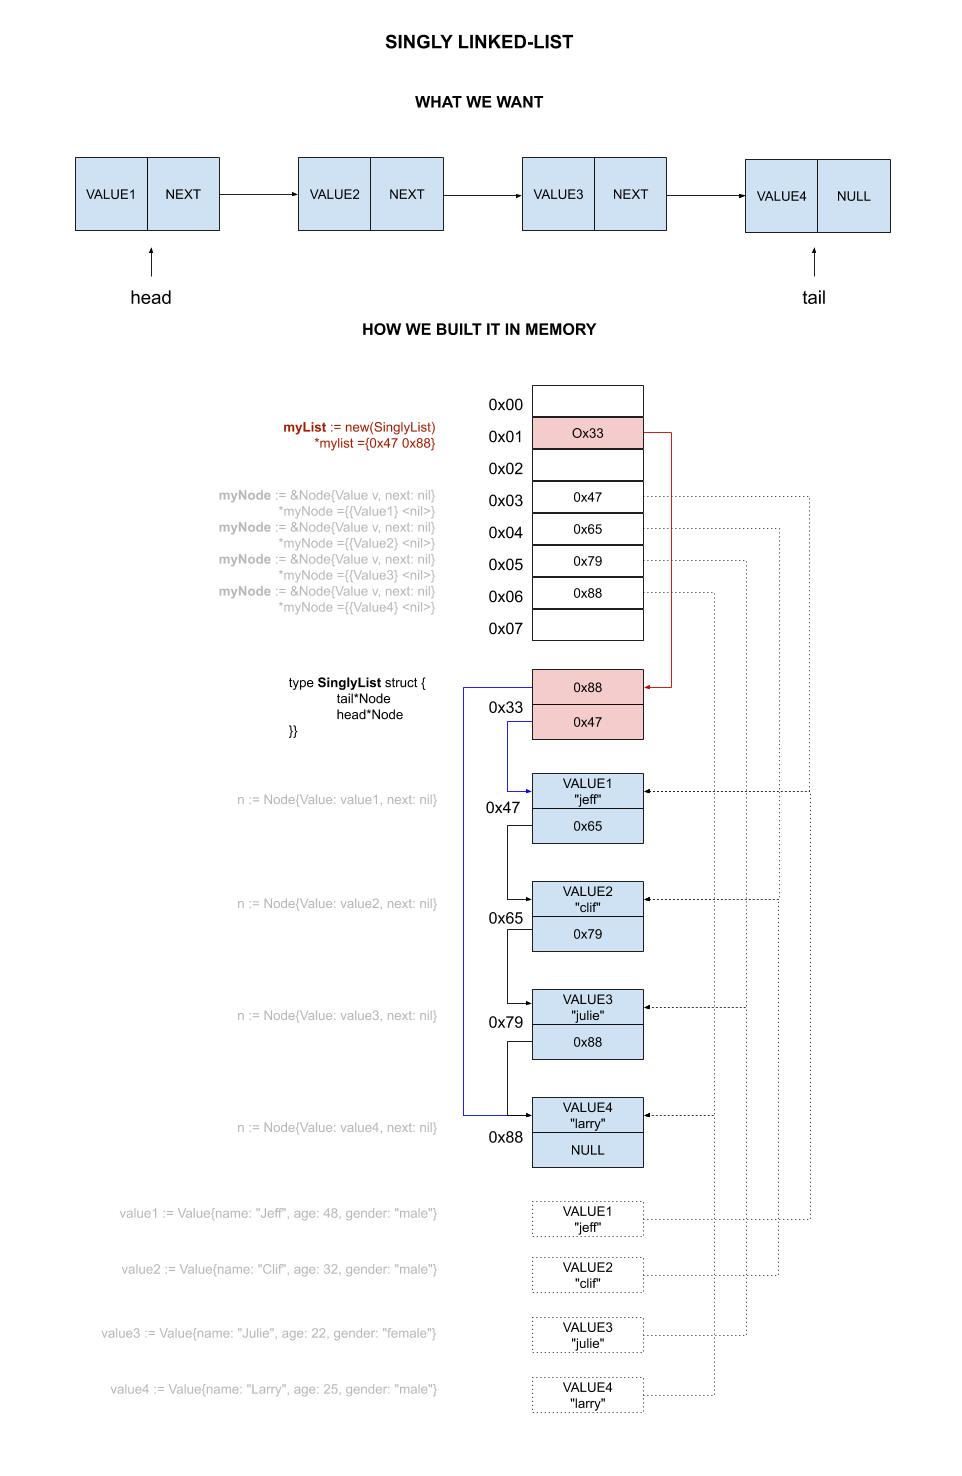 SINGLY LINKED-LIST
WHAT WE WANT
VALUE1 NEXT VALUE2 NEXT VALUE3 NEXT VALUE4 NULL
head tail
HOW WE BUILT IT IN MEMORY
0x00
myList := new(SinglyList)
*mylist ={0x47 0x88}
0x01 Ox33
0x02
myNode := &Node{Value v, next: nil}
*myNode ={{Value1} <nil>}
0x03 0x47
myNode := &Node{Value v, next: nil}
*myNode ={{Value2} <nil>}
0x04 0x65
myNode := &Node{Value v, next: nil}
*myNode ={{Value3} <nil>}
0x05 0x79
myNode := &Node{Value v, next: nil}
*myNode ={{Value4} <nil>}
0x06 0x88
0x07
type SinglyList struct {
tail*Node
head*Node
}}
0x33
0x88
0x47
n := Node{Value: value1, next: nil}
0x47
VALUE1
"jeff"
0x65
n := Node{Value: value2, next: nil}
0x65
VALUE2
"clif"
0x79
n := Node{Value: value3, next: nil}
0x79
VALUE3
"julie"
0x88
n := Node{Value: value4, next: nil}
0x88
VALUE4
"larry"
NULL
value1 := Value{name: "Jeff", age: 48, gender: "male"}
VALUE1
"jeff"
value2 := Value{name: "Clif", age: 32, gender: "male"}
VALUE2
"clif"
value3 := Value{name: "Julie", age: 22, gender: "female"}
VALUE3
"julie"
value4 := Value{name: "Larry", age: 25, gender: "male"}
VALUE4
"larry"